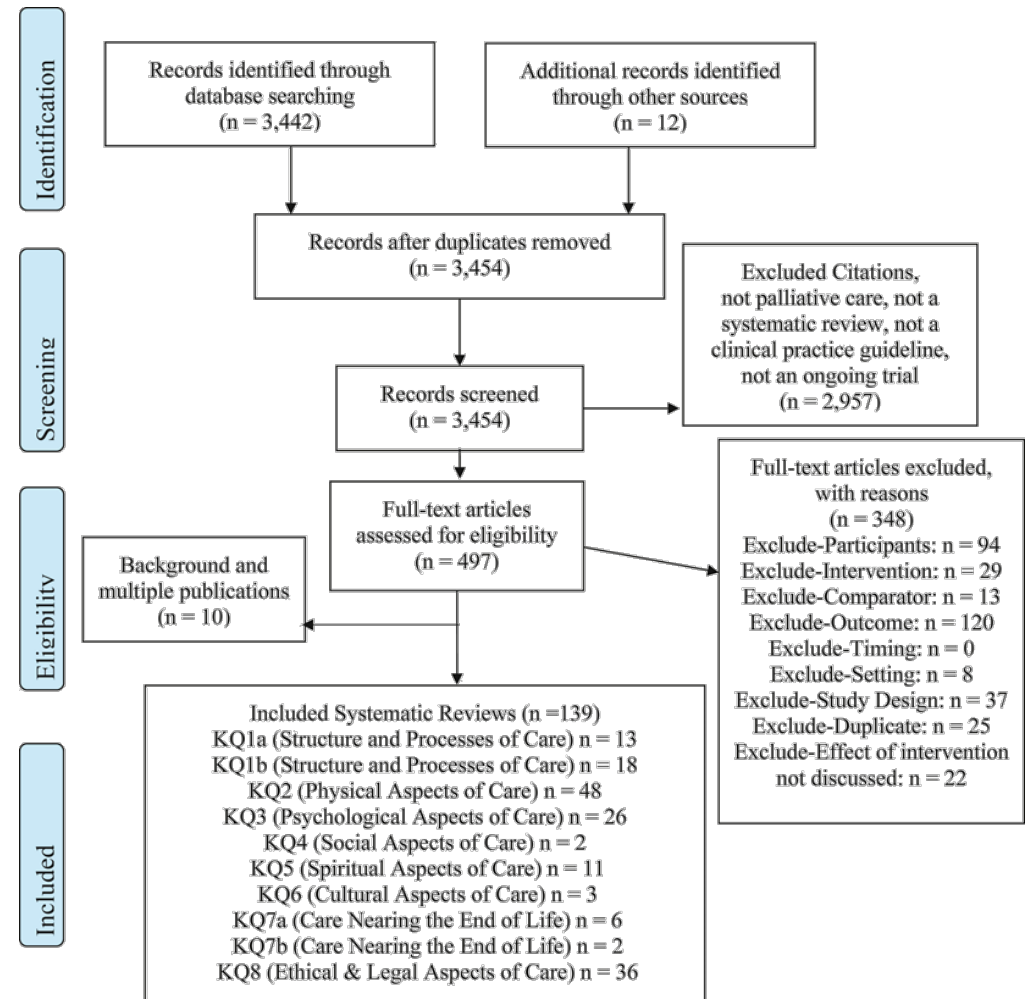 Identification
Records identified through
database searching
(n = 3,442)
Additional records identified
through other sources
(n = 12)
Records after duplicates removed
(n = 3,454)
Screening
Excluded Citations,
not palliative care, not a
systematic review, not a
clinical practice guideline,
not an ongoing trial
(n = 2,957)
Records screened
(n = 3,454)
Eligibility
Full-text articles
assessed for eligibility
(n = 497)
Full-text articles excluded,
with reasons
(n = 348)
Exclude-Participants: n = 94
Exclude-Intervention: n = 29
Exclude-Comparator: n = 13
Exclude-Outcome: n = 120
Exclude-Timing: n = 0
Exclude-Setting: n = 8
Exclude-Study Design: n = 37
Exclude-Duplicate: n = 25
Exclude-Effect of intervention
not discussed: n = 22
Background and
multiple publications
(n = 10)
Included
Included Systematic Reviews (n =139)
KQ1a (Structure and Processes of Care) n = 13
KQ1b (Structure and Processes of Care) n = 18
KQ2 (Physical Aspects of Care) n = 48
KQ3 (Psychological Aspects of Care) n = 26
KQ4 (Social Aspects of Care) n = 2
KQ5 (Spiritual Aspects of Care) n = 11
KQ6 (Cultural Aspects of Care) n = 3
KQ7a (Care Nearing the End of Life) n = 6
KQ7b (Care Nearing the End of Life) n = 2
KQ8 (Ethical & Legal Aspects of Care) n = 36